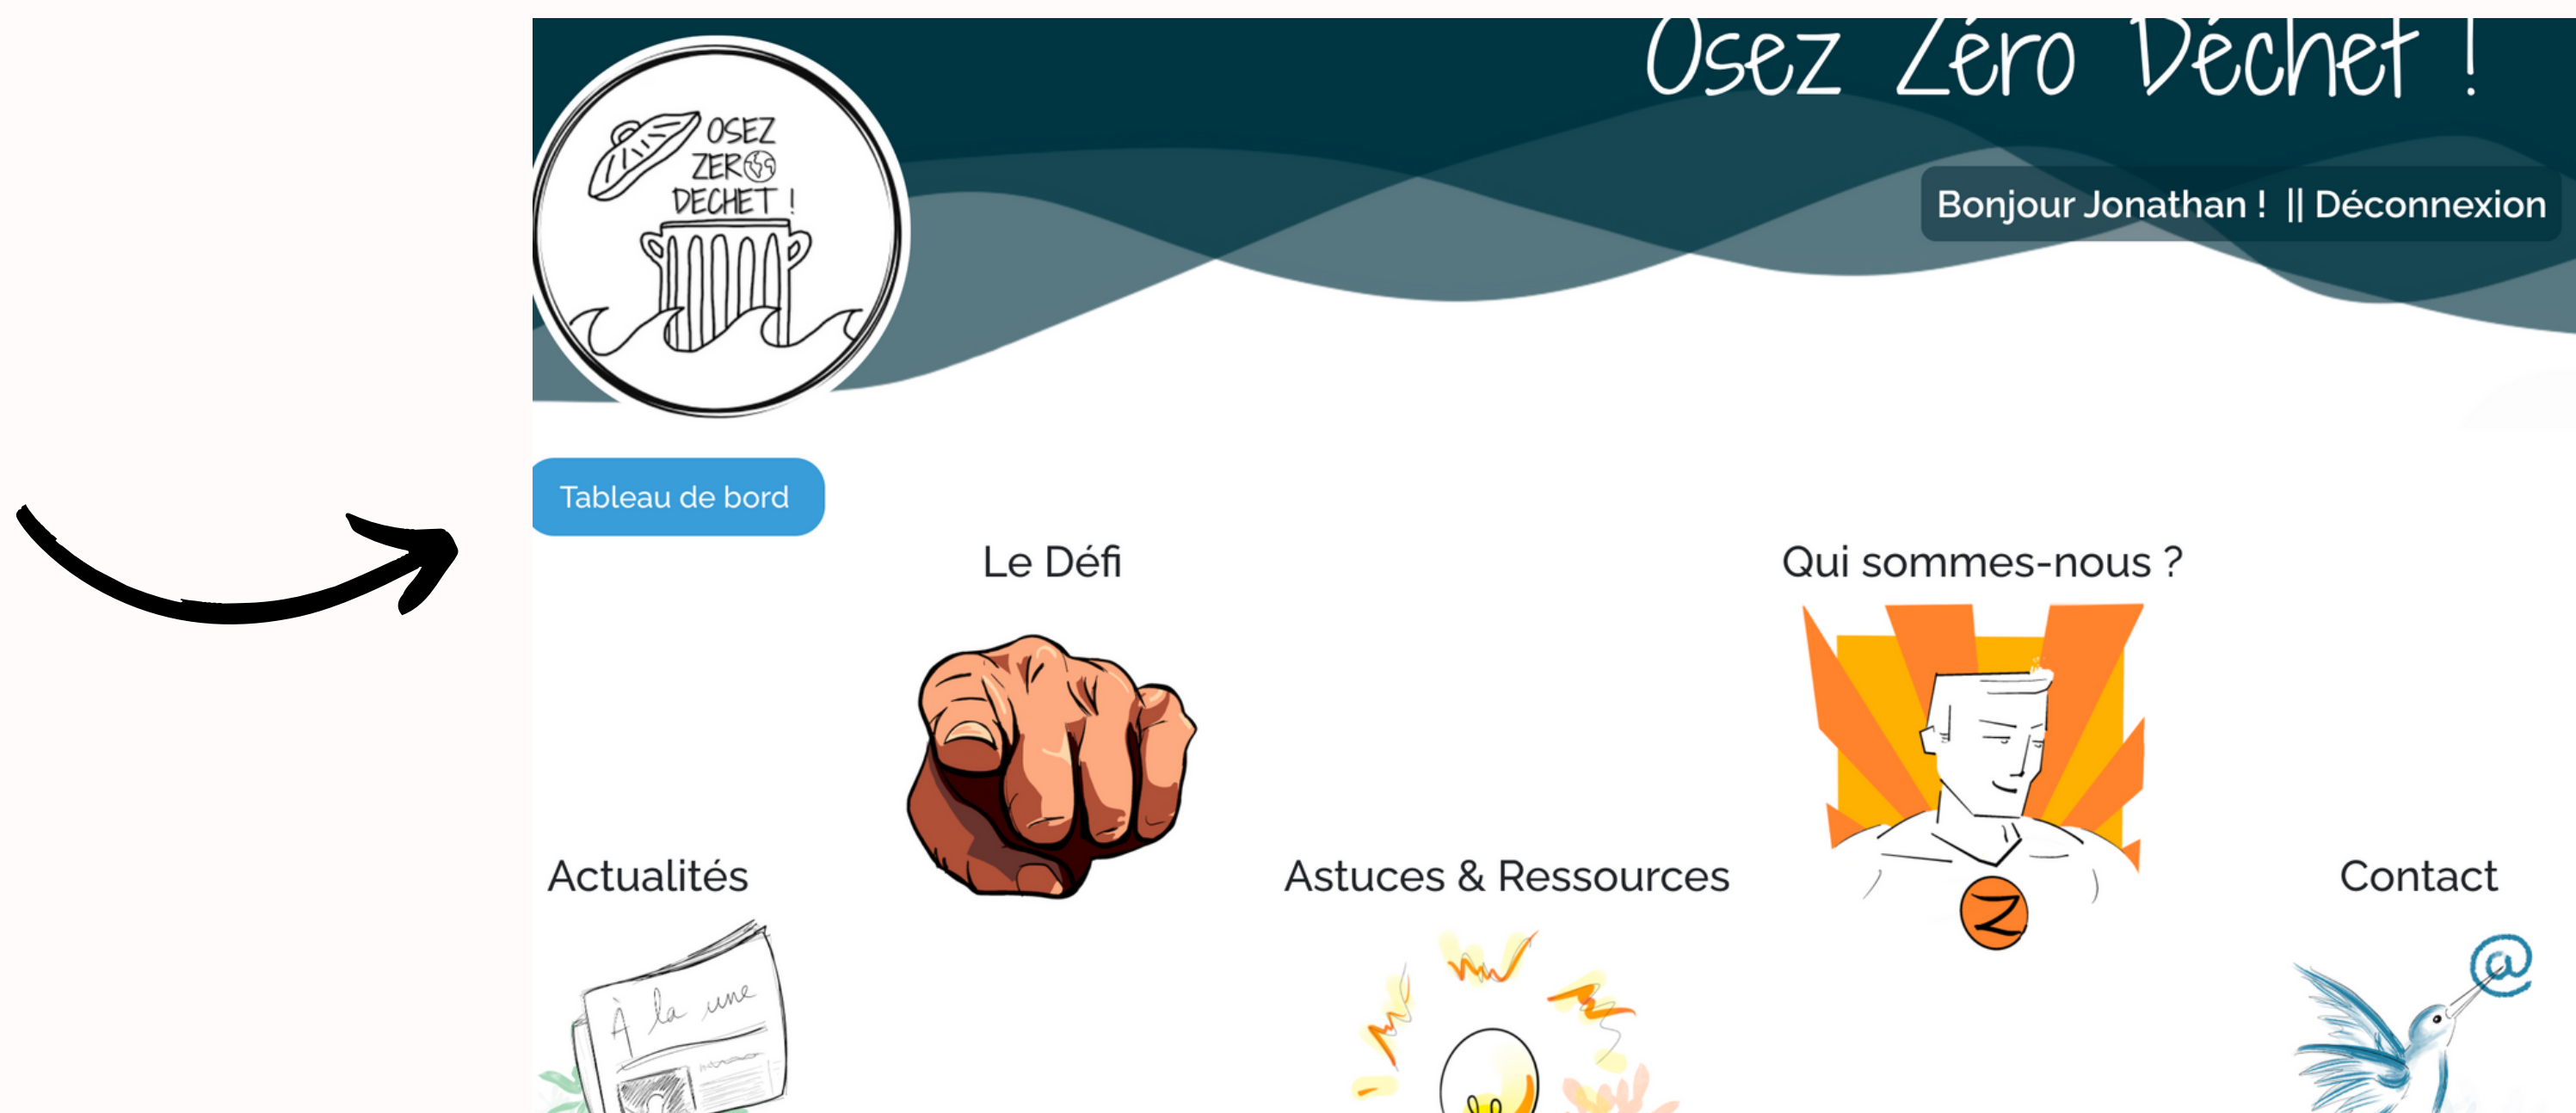 Osez Zéro Déchet !
OSEZ
ZERO
DECHET !
Bonjour Jonathan ! || Déconnexion
Tableau de bord
Le Défi
Qui sommes-nous ?
Actualités
Astuces & Ressources
Contact
À la une
Z
@